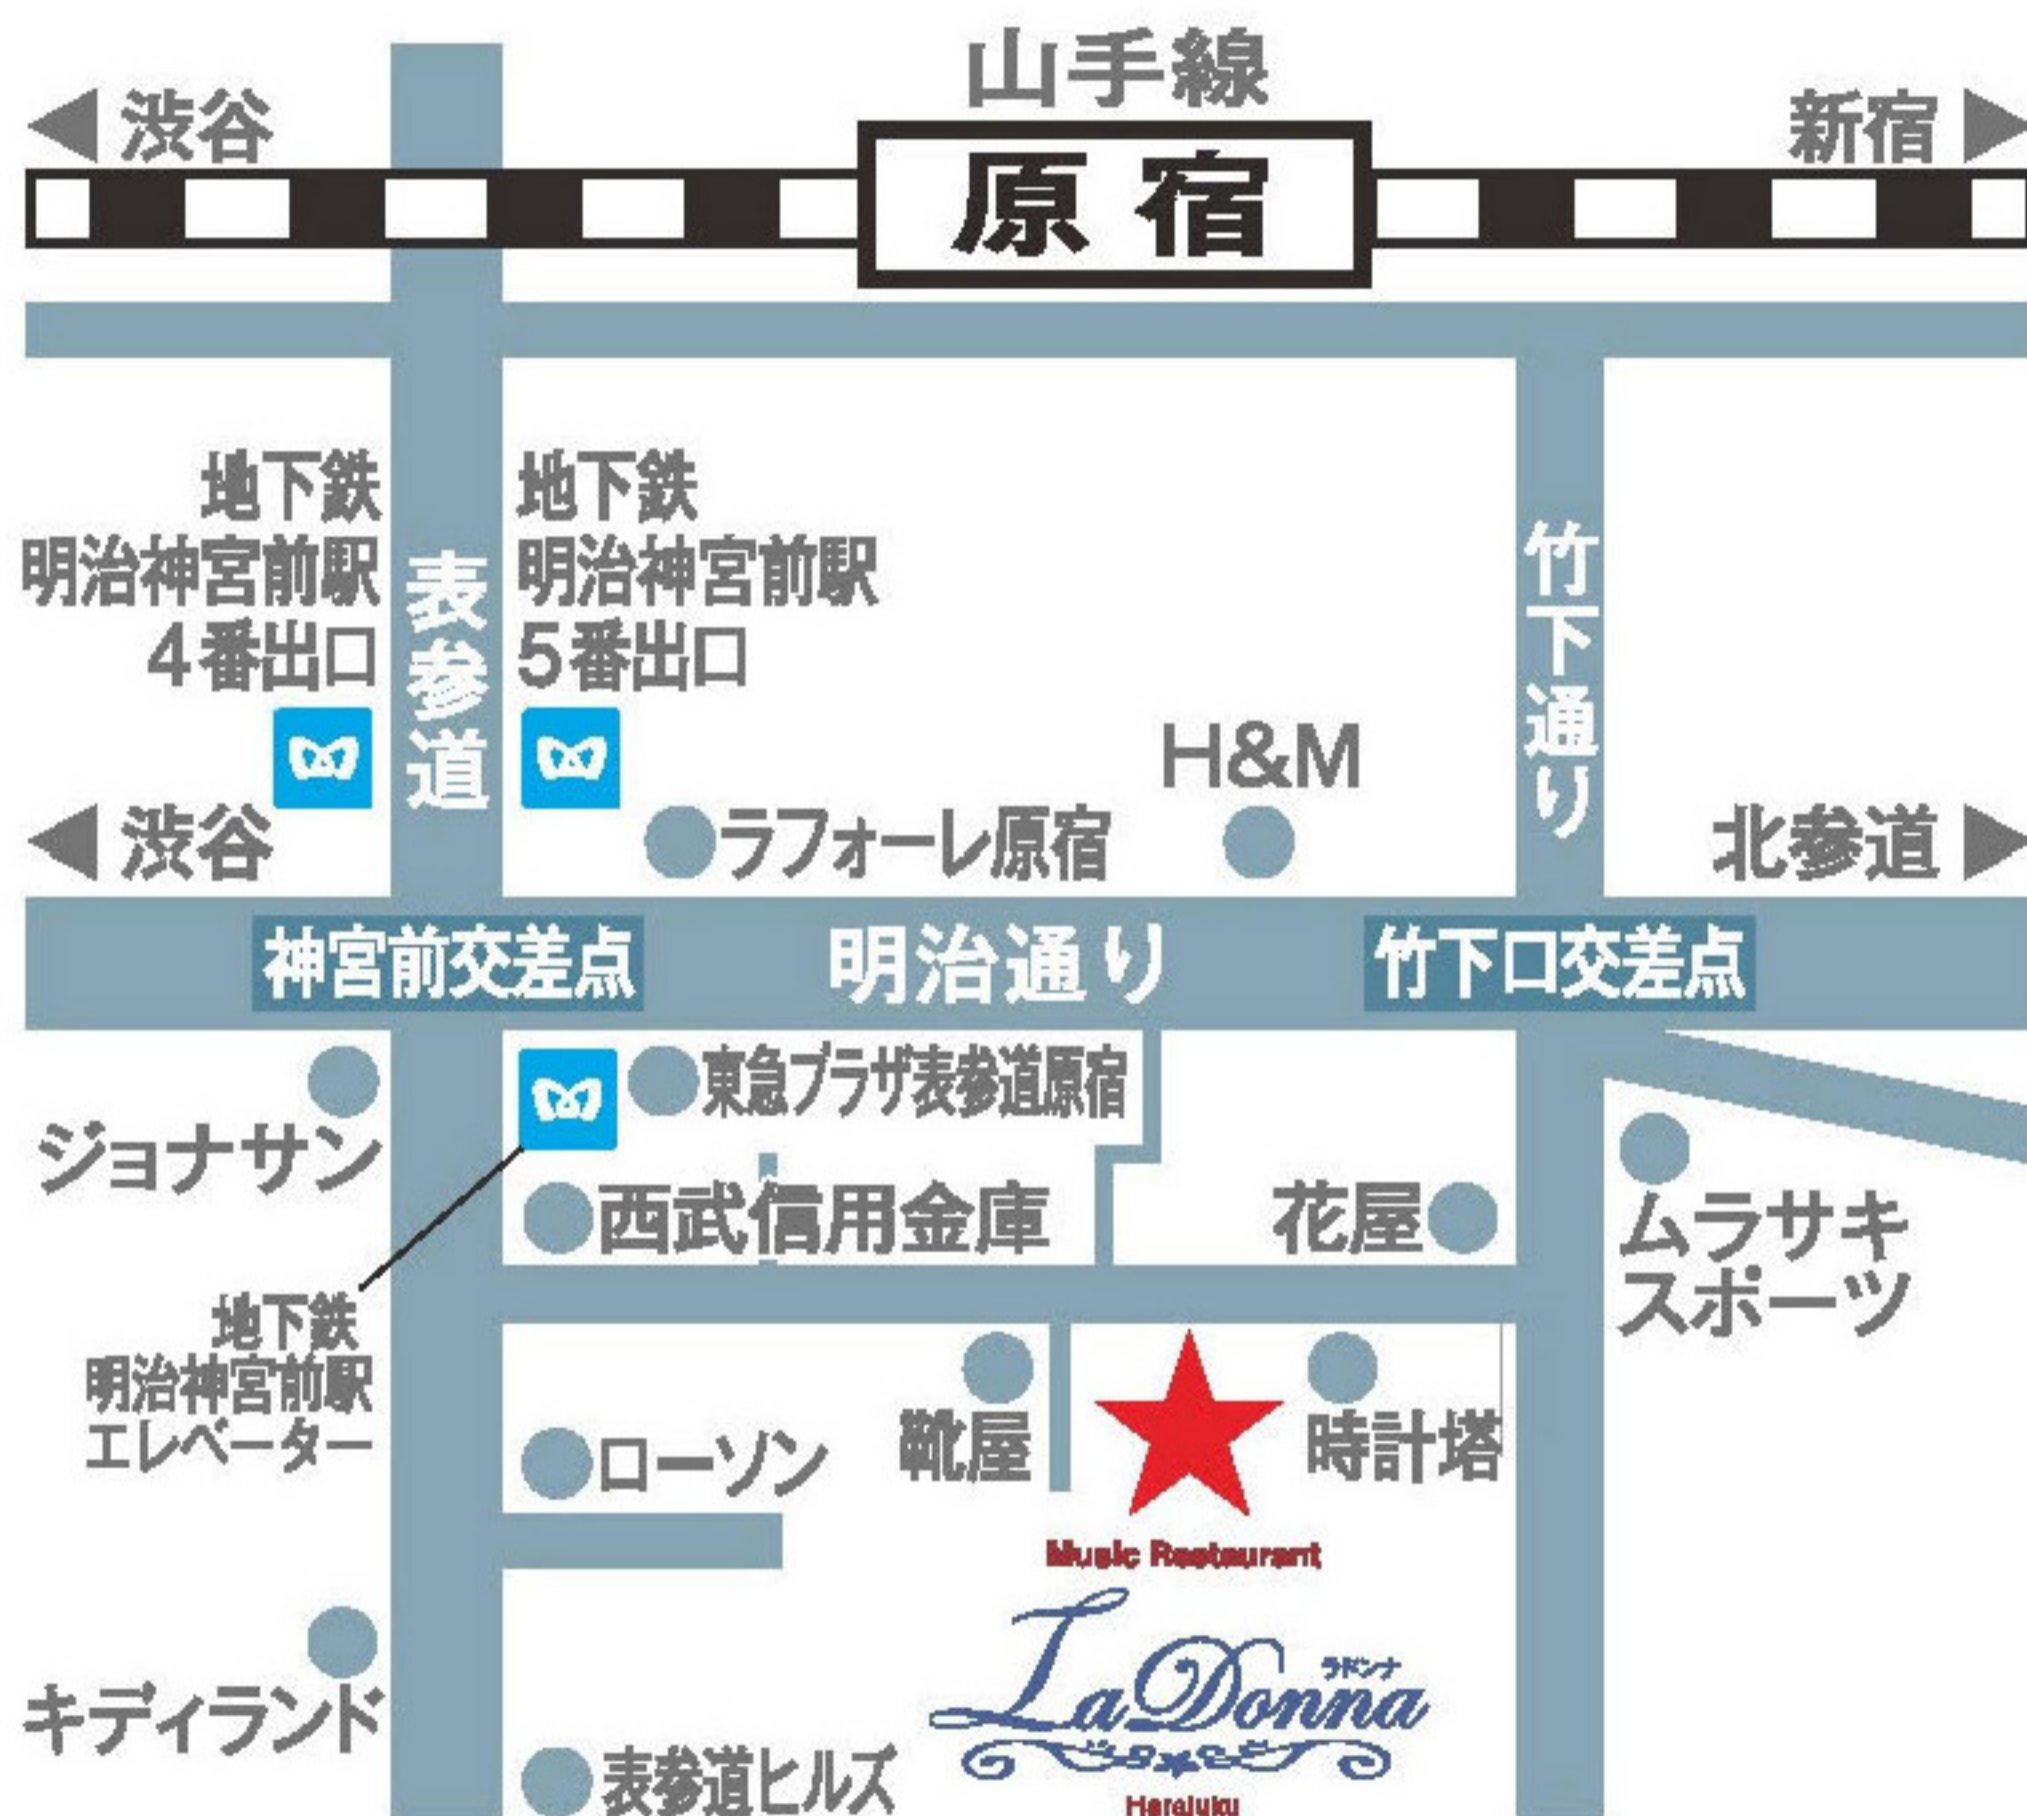 山手線
渋谷
新宿
原宿
地下鉄
明治神宮前駅
4番出口
表参道
地下鉄
明治神宮前駅
5番出口
竹下通り
H&M
渋谷
ラフォーレ原宿
北参道
神宮前交差点
明治通り
竹下口交差点
ジョナサン
東急プラザ表参道原宿
西武信用金庫
花屋
ムラサキ
スポーツ
地下鉄
明治神宮前駅
エレベーター
ローソン
靴屋
時計塔
Music Restaurant
ラドンナ
La Donna
Harajuku
キディランド
表参道ヒルズ